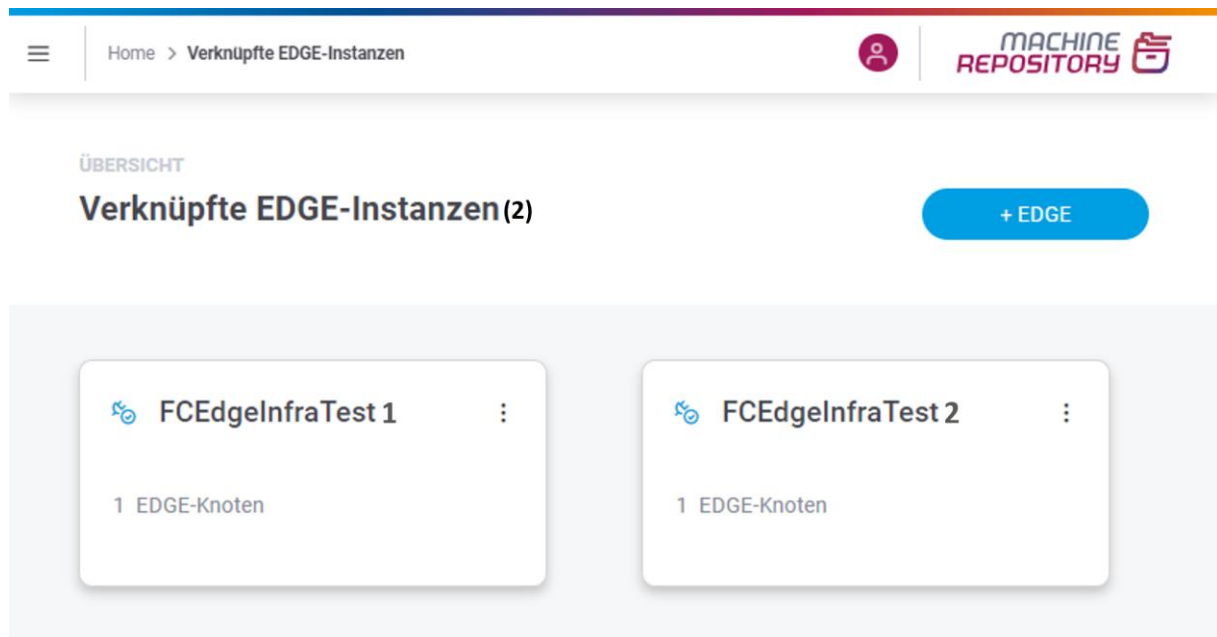 Home > Verknüpfte EDGE-Instanzen
MACHINE
REPOSITORY
ÜBERSICHT
Verknüpfte EDGE-Instanzen (2)
+ EDGE
FCEdgeInfraTest 1
1 EDGE-Knoten
FCEdgeInfraTest 2
1 EDGE-Knoten